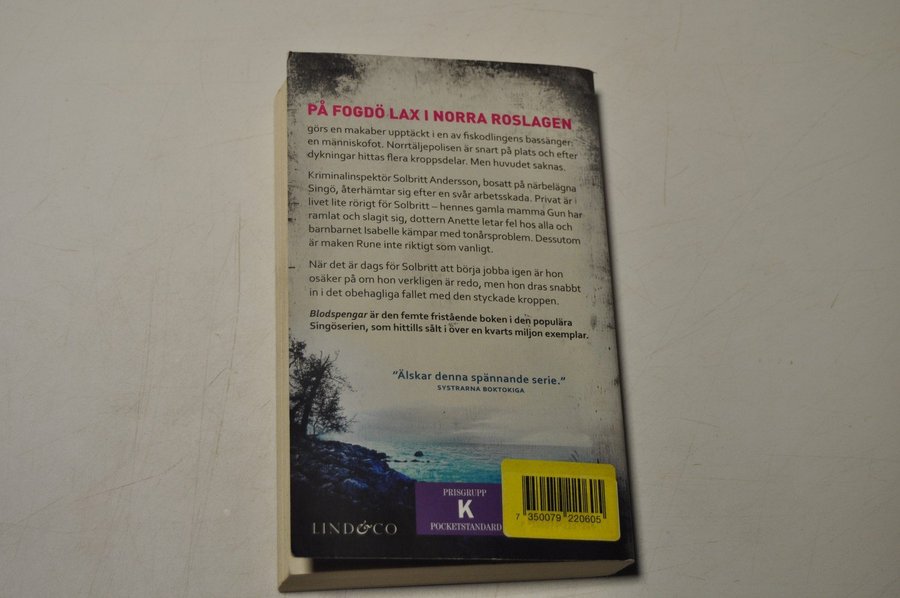 PÅ FOGDÖ LAX I NORRA ROSLAGEN
görs en makaber upptäckt i en av fiskodlingens bassänger:
en människofot. Norrtäljepolisen är snart på plats och efter
dykningar hittas flera kroppsdelar. Men huvudet saknas.
Kriminalinspektör Solbritt Andersson, bosatt på närbelägna
Singö, återhämtar sig efter en svår arbetsskada. Privat är
livet lite rörigt för Solbritt – hennes gamla mamma Gun har
ramlat och slagit sig, dottern Anette letar fel hos alla och
barnbarnet Isabelle kämpar med tonårsproblem. Dessutom
är maken Rune inte riktigt som vanligt.
När det är dags för Solbritt att börja jobba igen är hon
osäker på om hon verkligen är redo, men hon dras snabbt
in i det obehagliga fallet med den styckade kroppen.
Blodspengar är den femte fristående boken i den populära
Singöserien, som hittills sålt i över en kvarts miljon exemplar.
"Älskar denna spännande serie."
SYSTRARNA BOKTOKIGA
PRISGRUPP
K
POCKETSTANDARD
7 350079 220605
LIND&CO